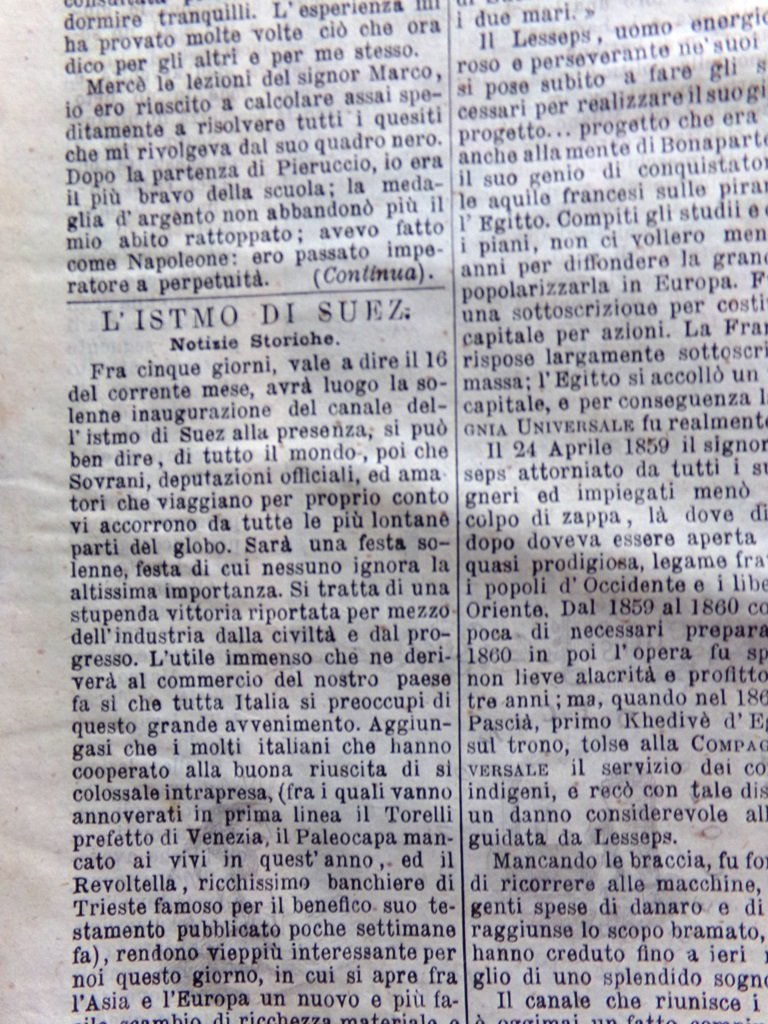 dormire tranquilli. L'esperienza mi
ha provato molte volte ciò che ora
dico per gli altri e per me stesso.
Mercè le lezioni del signor Marco,
io ero riuscito a calcolare assai spe-
ditamente a risolvere tutti i quesiti
che mi rivolgeva dal suo quadro nero.
Dopo la partenza di Pieruccio, io era
il più bravo della scuola; la meda-
glia d'argento non abbandonò più il
mio abito rattoppato; avevo fatto
come Napoleone: ero passato impe-
ratore a perpetuità. (Continua).
L'ISTMO DI SUEZ.
Notizie Storiche.
Fra cinque giorni, vale a dire il 16
del corrente mese, avrà luogo la so-
lenne inaugurazione del canale del-
l'istmo di Suez alla presenza, si può
ben dire, di tutto il mondo, poi che
Sovrani, deputazioni officiali, ed ama-
tori che viaggiano per proprio conto
vi accorrono da tutte le più lontane
parti del globo. Sarà una festa so-
lenne, festa di cui nessuno ignora la
altissima importanza. Si tratta di una
stupenda vittoria riportata per mezzo
dell'industria dalla civiltà e dal pro-
gresso. L'utile immenso che ne deri-
verà al commercio del nostro paese
fa si che tutta Italia si preoccupi di
questo grande avvenimento. Aggiun-
gasi che i molti italiani che hanno
cooperato alla buona riuscita di si
colossale intrapresa, (fra i quali vanno
annoverati in prima linea il Torelli
prefetto di Venezia, il Paleocapa man-
cato ai vivi in quest'anno, ed il
Revoltella, ricchissimo banchiere di
Trieste famoso per il benefico suo te-
stamento pubblicato poche settimane
fa), rendono vieppiù interessante per
noi questo giorno, in cui si apre fra
l'Asia e l'Europa un nuovo e più fa-
cile scambio di ricchezza materiale e
i due mari. »
Il Lesseps, uomo energic
roso e perseverante ne' suoi
si pose subito a fare gli s
cessari per realizzare il suo gi
progetto... progetto che era
anche alla mente di Bonapart
il suo genio di conquistato
le aquile francesi sulle pira
l'Egitto. Compiti gli studii e
i piani, non ci vollero men
anni per diffondere la gran
popolarizzarla in Europa. F
una sottoscrizioue per costi
capitale per azioni. La Fra
rispose largamente sottoscri
massa; l'Egitto si accollò un
capitale, e per conseguenza l
GNIA UNIVERSALE fu realmente
Il 24 Aprile 1859 il signor
seps attorniato da tutti i su
gneri ed impiegati menò
colpo di zappa, là dove di
dopo doveva essere aperta
quasi prodigiosa, legame fra
i popoli d'Occidente e i libe
Oriente. Dal 1859 al 1860 co
poca di necessari prepara
1860 in poi l'opera fu sp
non lieve alacrità e profitto
tre anni; ma, quando nel 186
Pascià, primo Khedivè d'Eg
sul trono, tolse alla COMPAG
VERSALE il servizio dei co
indigeni, e recò con tale dis
un danno considerevole all
guidata da Lesseps.
Mancando le braccia, fu for
di ricorrere alle macchine,
genti spese di danaro e di
raggiunse lo scopo bramato,
hanno creduto fino a ieri
glio di uno splendido sogno
Il canale che riunisce i
è oggimai un fatto